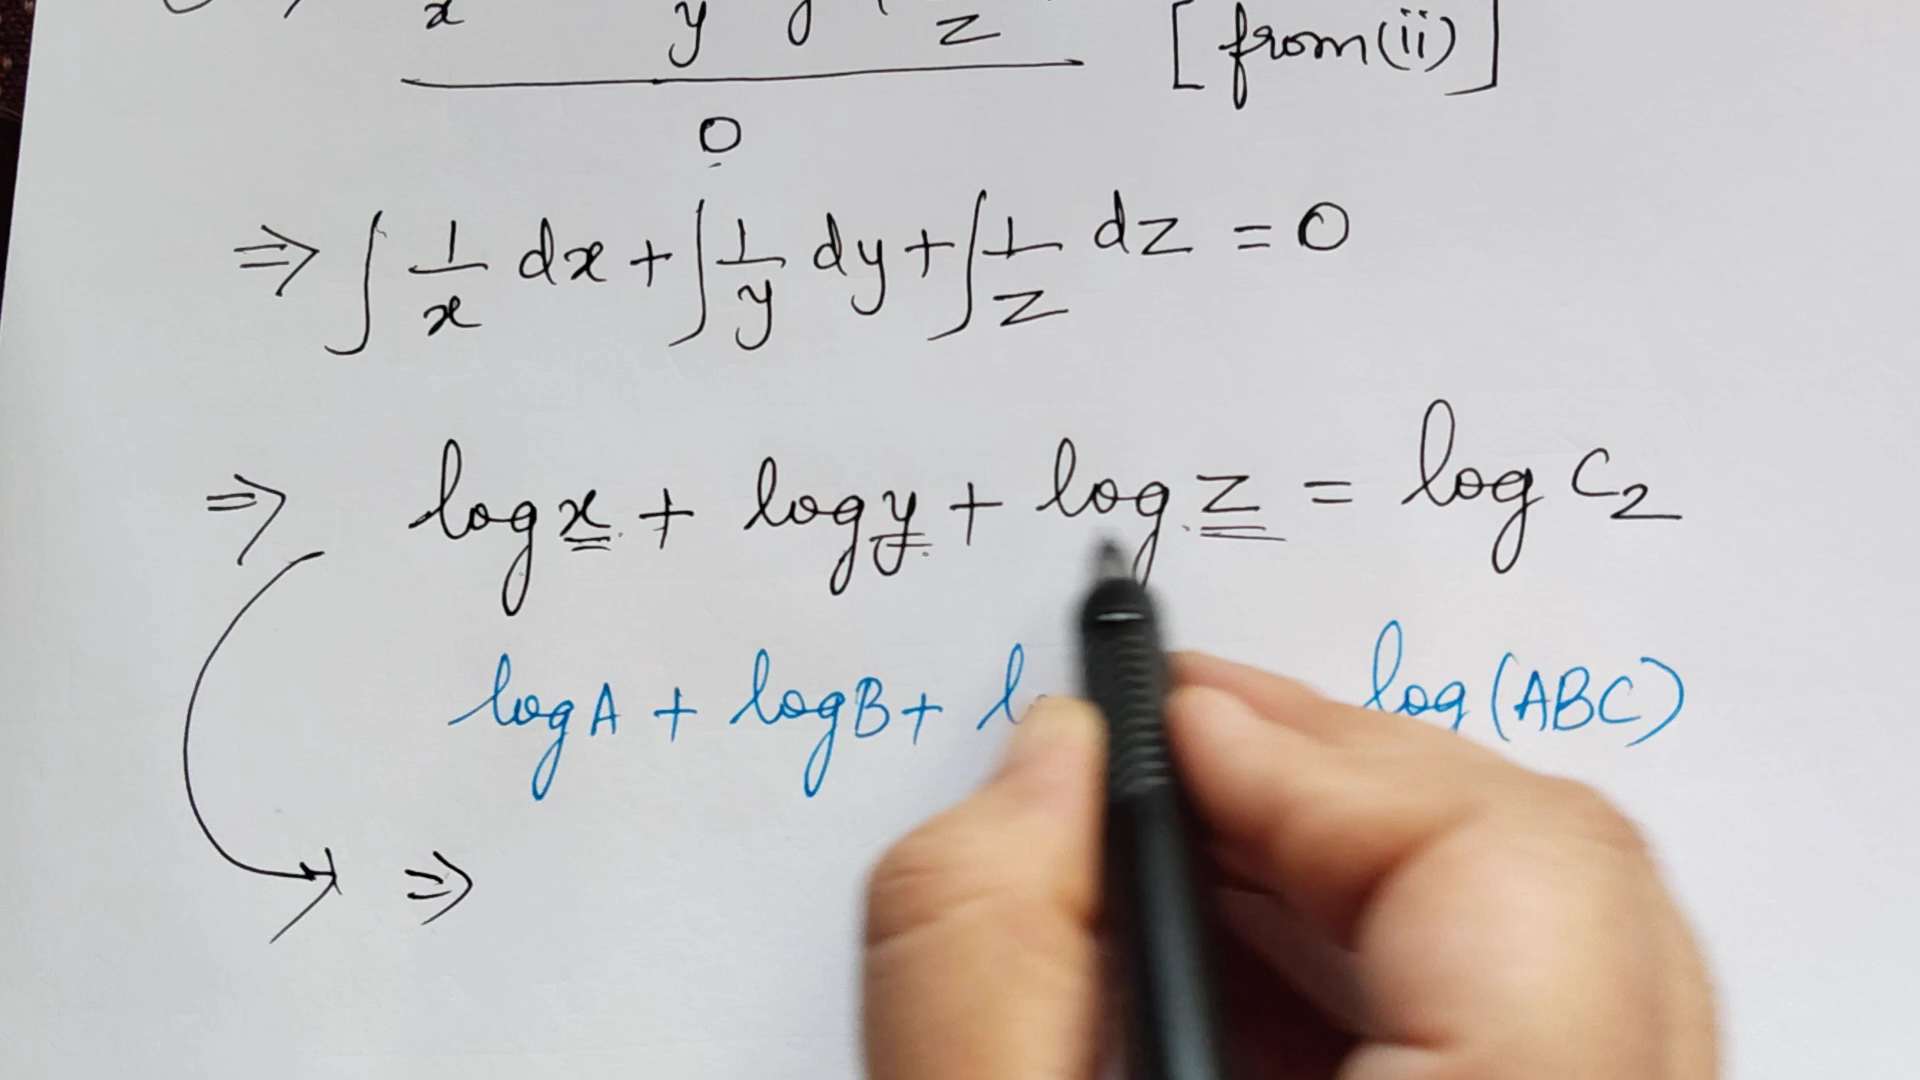 x y z [from(ii)]
0
⇒ ∫ 1/x dx + ∫ 1/y dy + ∫ 1/z dz = 0
⇒ log x + log y + log z = log C₂
log A + log B + log(ABC)
⇒